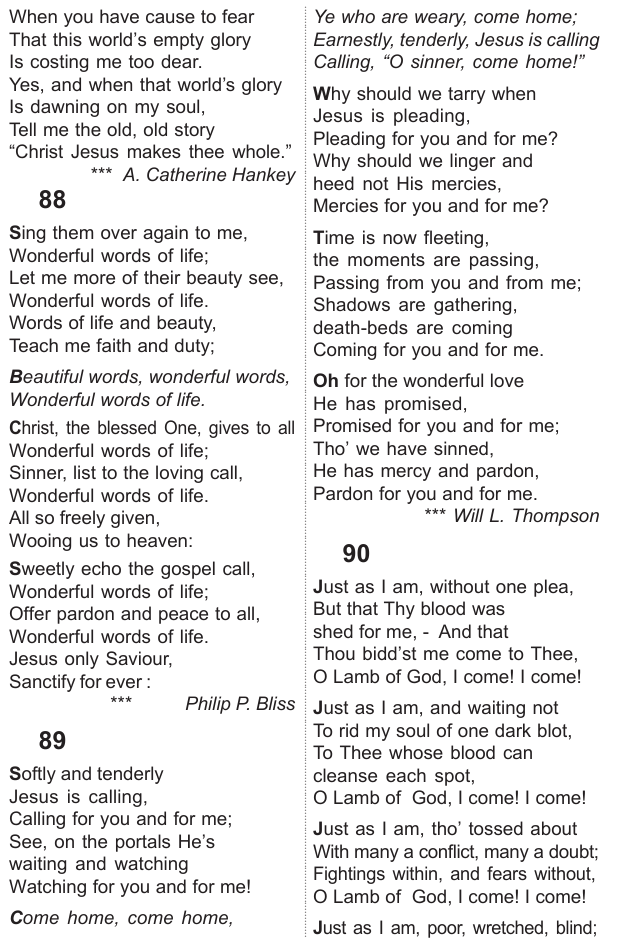 When you have cause to fear
That this world's empty glory
Is costing me too dear.
Yes, and when that world's glory
Is dawning on my soul,
Tell me the old, old story
“Christ Jesus makes thee whole.”
*** A. Catherine Hankey
88
Sing them over again to me,
Wonderful words of life;
Let me more of their beauty see,
Wonderful words of life.
Words of life and beauty,
Teach me faith and duty;
Beautiful words, wonderful words,
Wonderful words of life.
Christ, the blessed One, gives to all
Wonderful words of life;
Sinner, list to the loving call,
Wonderful words of life.
All so freely given,
Wooing us to heaven:
Sweetly echo the gospel call,
Wonderful words of life;
Offer pardon and peace to all,
Wonderful words of life.
Jesus only Saviour,
Sanctify for ever :
*** Philip P. Bliss
89
Softly and tenderly
Jesus is calling,
Calling for you and for me;
See, on the portals He's
waiting and watching
Watching for you and for me!
Come home, come home,
Ye who are weary, come home;
Earnestly, tenderly, Jesus is calling
Calling, “O sinner, come home!”
Why should we tarry when
Jesus is pleading,
Pleading for you and for me?
Why should we linger and
heed not His mercies,
Mercies for you and for me?
Time is now fleeting,
the moments are passing,
Passing from you and from me;
Shadows are gathering,
death-beds are coming
Coming for you and for me.
Oh for the wonderful love
He has promised,
Promised for you and for me;
Tho' we have sinned,
He has mercy and pardon,
Pardon for you and for me.
*** Will L. Thompson
90
Just as I am, without one plea,
But that Thy blood was
shed for me, - And that
Thou bidd'st me come to Thee,
O Lamb of God, I come! I come!
Just as I am, and waiting not
To rid my soul of one dark blot,
To Thee whose blood can
cleanse each spot,
O Lamb of God, I come! I come!
Just as I am, tho' tossed about
With many a conflict, many a doubt;
Fightings within, and fears without,
O Lamb of God, I come! I come!
Just as I am, poor, wretched, blind;